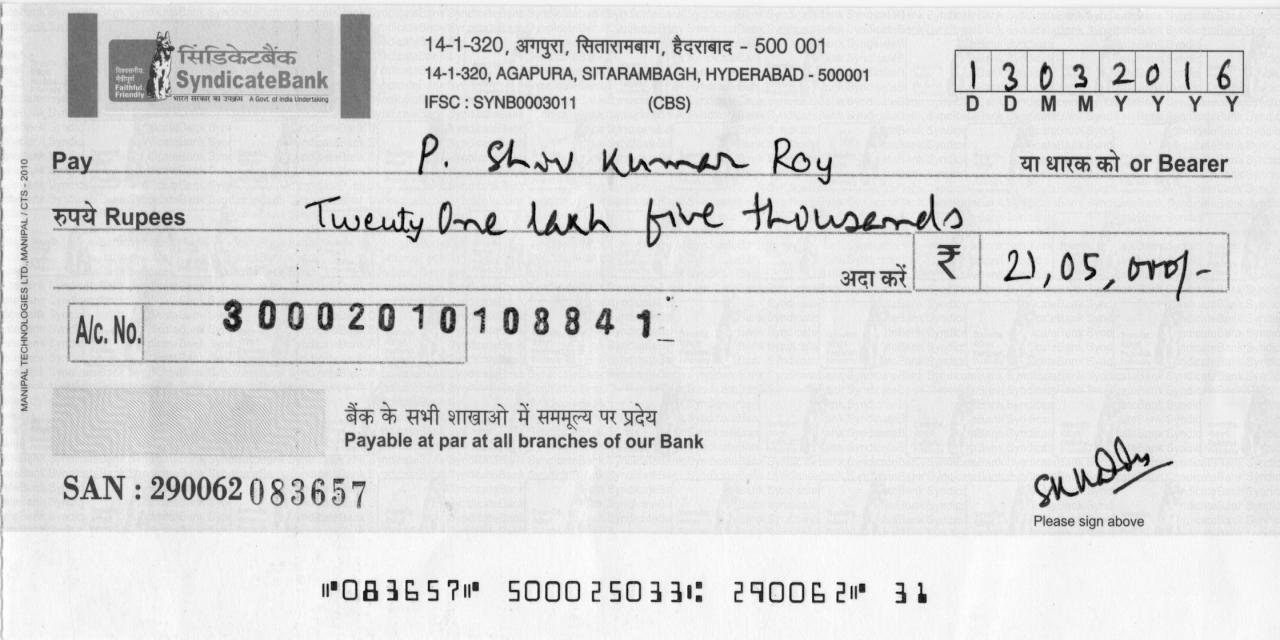 सिंडिकेटबैंक
SyndicateBank
विश्वसनीय, मैत्रीपूर्ण
Faithful, Friendly
भारत सरकार का उपक्रम A Govt. of India Undertaking
14-1-320, अगपुरा, सितारामबाग, हैदराबाद - 500 001
14-1-320, AGAPURA, SITARAMBAGH, HYDERABAD - 500001
IFSC : SYNB0003011 (CBS)
1 3 0 3 2 0 1 6
D D M M Y Y Y Y
Pay P. Shiv Kumar Roy या धारक को or Bearer
रुपये Rupees Twenty One lakh five thousands
अदा करें ₹ 21,05,000/-
A/c. No. 30002010108841
बैंक के सभी शाखाओ में सममूल्य पर प्रदेय
Payable at par at all branches of our Bank
SAN : 290062 083657
Please sign above
⑈083657⑈ 500025033⑆ 290062⑈ 31
MANIPAL TECHNOLOGIES LTD.,MANIPAL / CTS - 2010